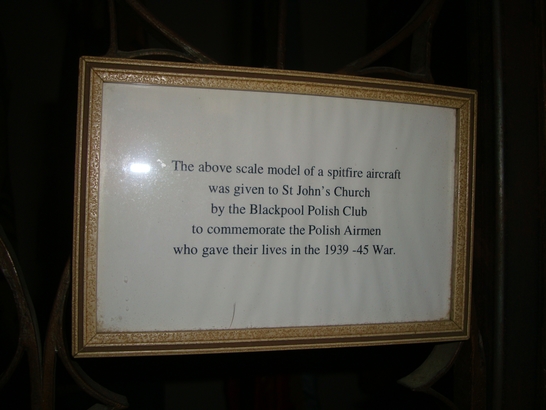 The above scale model of a spitfire aircraft
was given to St John's Church
by the Blackpool Polish Club
to commemorate the Polish Airmen
who gave their lives in the 1939 -45 War.